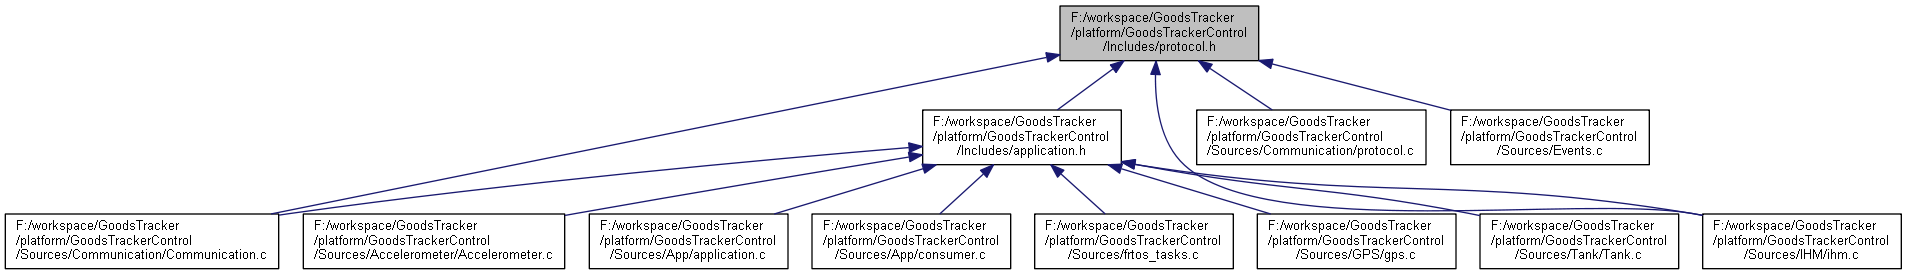 F:/workspace/GoodsTracker
/platform/GoodsTrackerControl
/Includes/protocol.h
F:/workspace/GoodsTracker
/platform/GoodsTrackerControl
/Includes/application.h
F:/workspace/GoodsTracker
/platform/GoodsTrackerControl
/Sources/Communication/protocol.c
F:/workspace/GoodsTracker
/platform/GoodsTrackerControl
/Sources/Events.c
F:/workspace/GoodsTracker
/platform/GoodsTrackerControl
/Sources/Communication/Communication.c
F:/workspace/GoodsTracker
/platform/GoodsTrackerControl
/Sources/Accelerometer/Accelerometer.c
F:/workspace/GoodsTracker
/platform/GoodsTrackerControl
/Sources/App/application.c
F:/workspace/GoodsTracker
/platform/GoodsTrackerControl
/Sources/App/consumer.c
F:/workspace/GoodsTracker
/platform/GoodsTrackerControl
/Sources/frtos_tasks.c
F:/workspace/GoodsTracker
/platform/GoodsTrackerControl
/Sources/GPS/gps.c
F:/workspace/GoodsTracker
/platform/GoodsTrackerControl
/Sources/Tank/Tank.c
F:/workspace/GoodsTracker
/platform/GoodsTrackerControl
/Sources/IHM/ihm.c